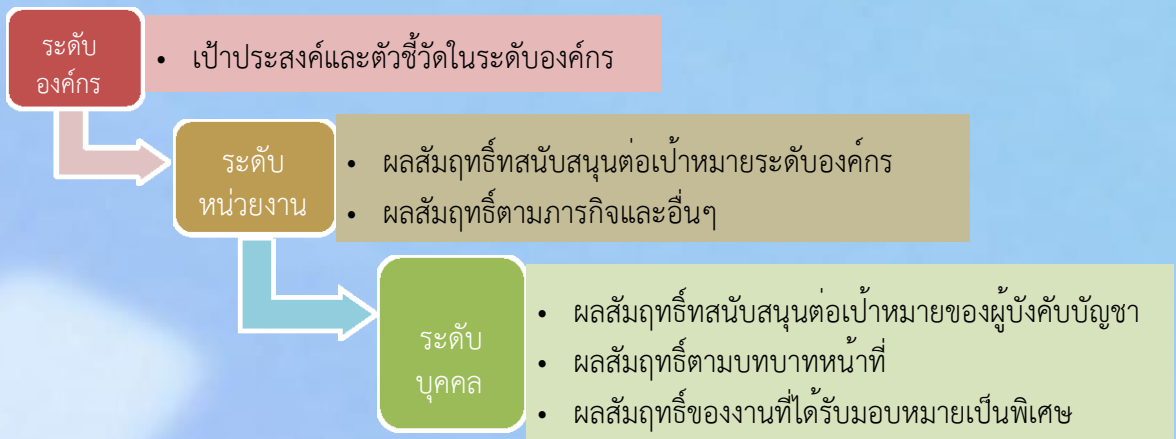 ระดับ
องค์กร
• เป้าประสงค์และตัวชี้วัดในระดับองค์กร
ระดับ
หน่วยงาน
• ผลสัมฤทธิ์ทสนับสนุนต่อเป้าหมายระดับองค์กร
• ผลสัมฤทธิ์ตามภารกิจและอื่นๆ
ระดับ
บุคคล
• ผลสัมฤทธิ์ทสนับสนุนต่อเป้าหมายของผู้บังคับบัญชา
• ผลสัมฤทธิ์ตามบทบาทหน้าที่
• ผลสัมฤทธิ์ของงานที่ได้รับมอบหมายเป็นพิเศษ